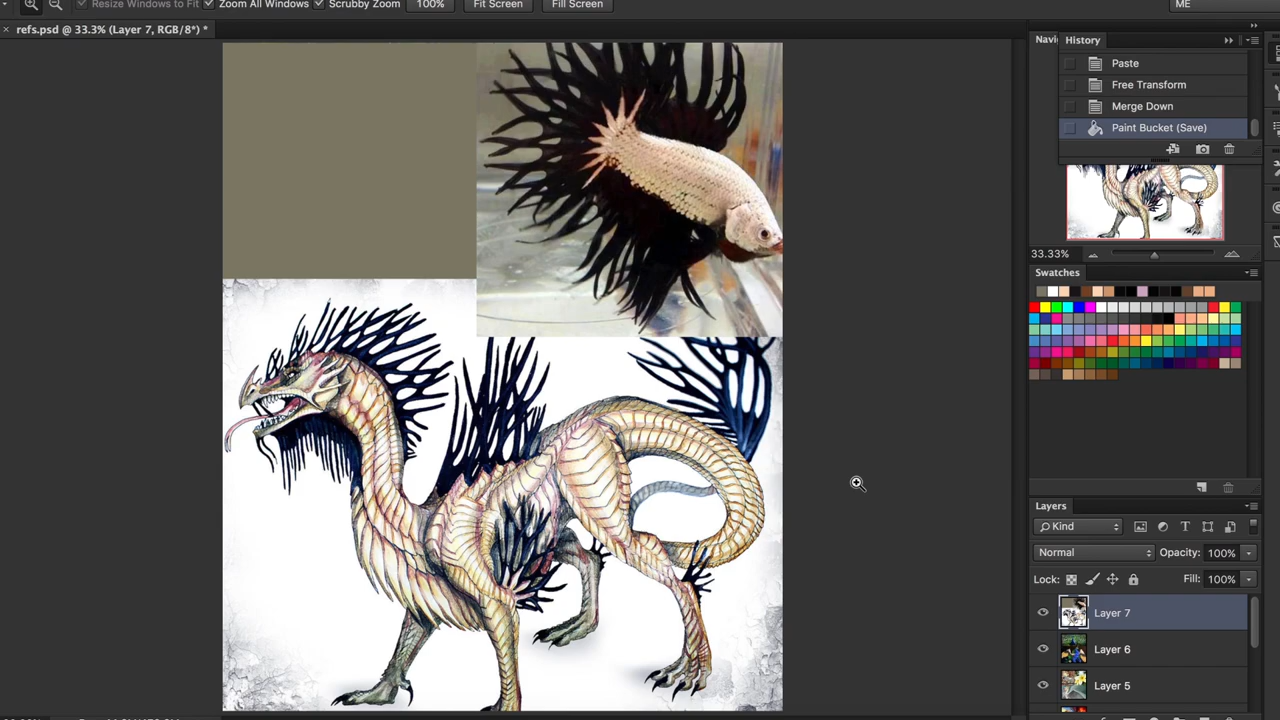 Resize Windows to Fit Zoom All Windows Scrubby Zoom 100% Fit Screen Fill Screen ME
× refs.psd @ 33.3% (Layer 7, RGB/8*) *
Navi History
Paste
Free Transform
Merge Down
Paint Bucket (Save)
33.33%
Swatches
Layers
Kind
Normal Opacity: 100%
Lock: Fill: 100%
Layer 7
Layer 6
Layer 5